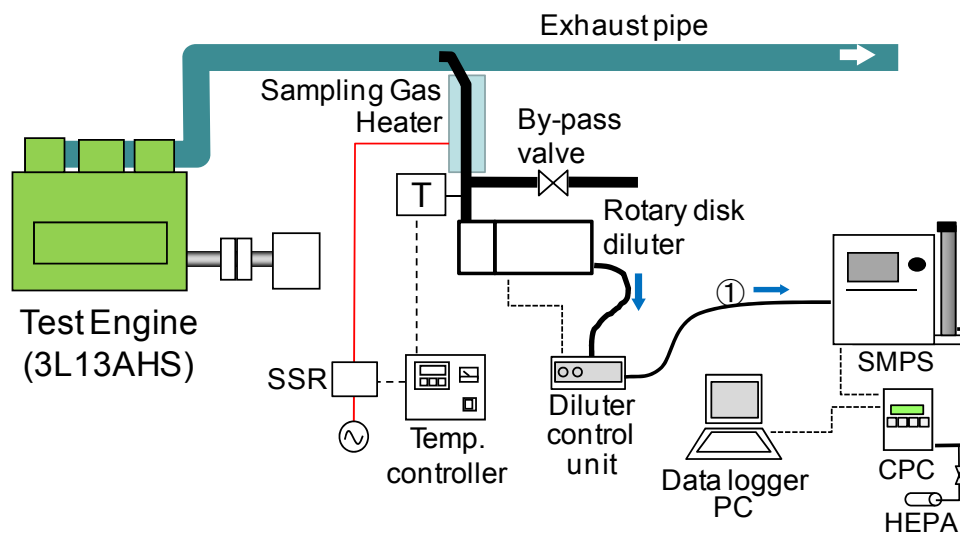 Exhaust pipe
Sampling Gas
Heater
By-pass
valve
T
Rotary disk
diluter
①
Test Engine
(3L13AHS)
SSR
Temp.
controller
Diluter
control
unit
Data logger
PC
SMPS
CPC
HEPA